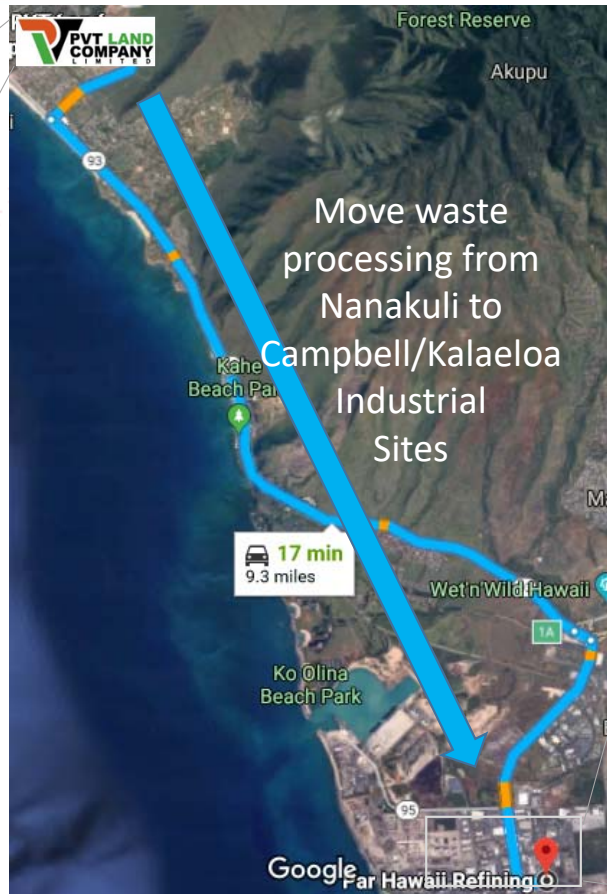 PVT LAND
COMPANY
LIMITED
Forest Reserve
Akupu
93
Move waste
processing from
Nanakuli to
Campbell/Kalaeloa
Industrial
Sites
Kahe
Beach Par
17 min
9.3 miles
Wet'n'Wild Hawaii
1A
Ko Olina
Beach Park
95
Google
Par Hawaii Refining